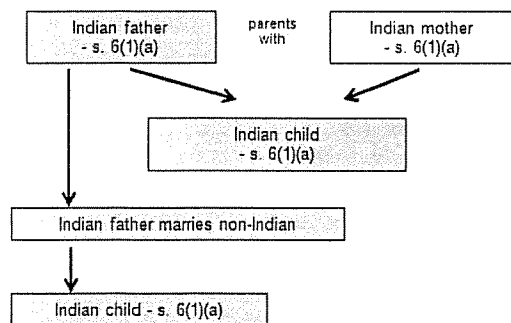 Indian father
- s. 6(1)(a)
parents
with
Indian mother
- s. 6(1)(a)
Indian child
- s. 6(1)(a)
Indian father marries non-Indian
Indian child - s. 6(1)(a)